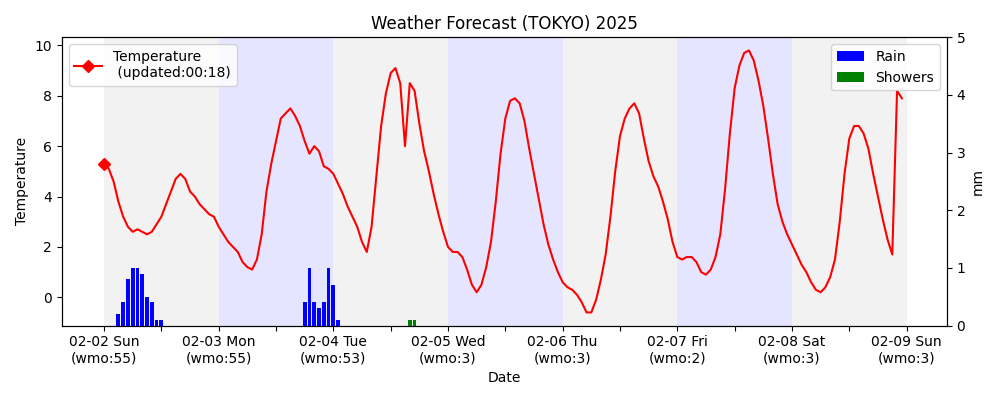 Weather Forecast (TOKYO) 2025
Temperature
(updated:00:18)
Rain
Showers
10
8
6
4
2
0
Temperature
5
4
3
2
1
0
mm
02-02 Sun
(wmo:55)
02-03 Mon
(wmo:55)
02-04 Tue
(wmo:53)
02-05 Wed
(wmo:3)
02-06 Thu
(wmo:3)
02-07 Fri
(wmo:2)
02-08 Sat
(wmo:3)
02-09 Sun
(wmo:3)
Date